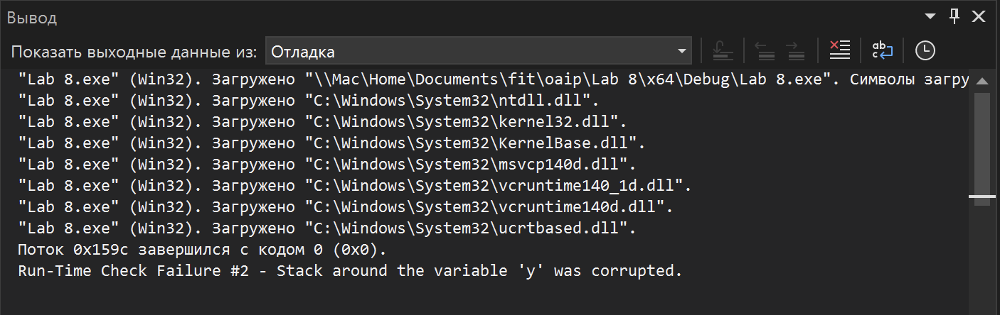 Вывод
Показать выходные данные из: Отладка
"Lab 8.exe" (Win32). Загружено "\\Mac\Home\Documents\fit\oaip\Lab 8\x64\Debug\Lab 8.exe". Символы загру
"Lab 8.exe" (Win32). Загружено "C:\Windows\System32\ntdll.dll".
"Lab 8.exe" (Win32). Загружено "C:\Windows\System32\kernel32.dll".
"Lab 8.exe" (Win32). Загружено "C:\Windows\System32\KernelBase.dll".
"Lab 8.exe" (Win32). Загружено "C:\Windows\System32\msvcp140d.dll".
"Lab 8.exe" (Win32). Загружено "C:\Windows\System32\vcruntime140_1d.dll".
"Lab 8.exe" (Win32). Загружено "C:\Windows\System32\vcruntime140d.dll".
"Lab 8.exe" (Win32). Загружено "C:\Windows\System32\ucrtbased.dll".
Поток 0x159c завершился с кодом 0 (0x0).
Run-Time Check Failure #2 - Stack around the variable 'y' was corrupted.